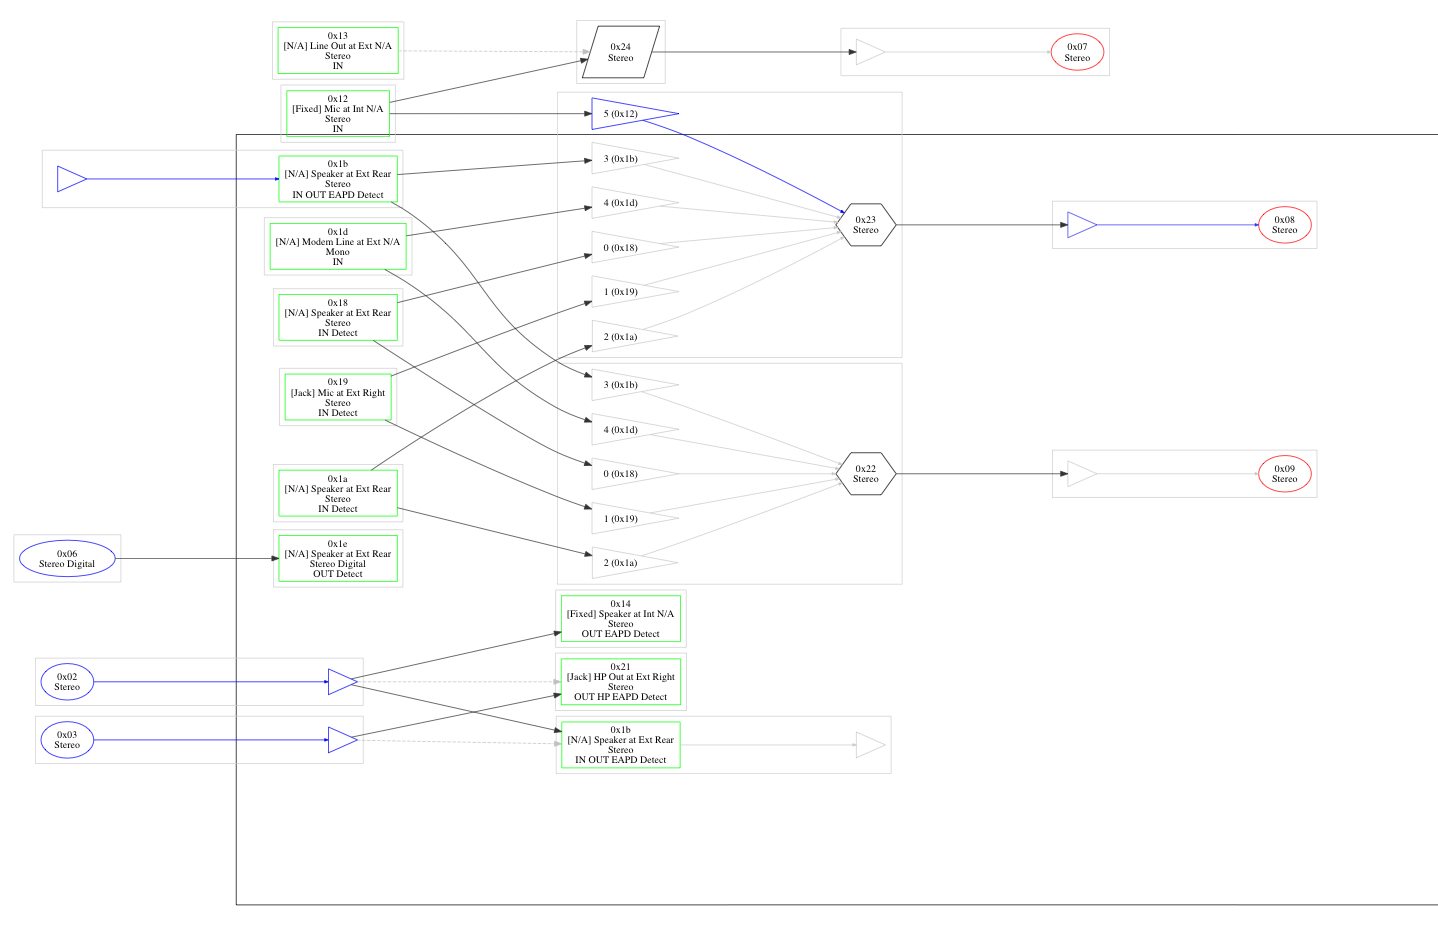 0x13
[N/A] Line Out at Ext N/A
Stereo
IN
0x24
Stereo
0x07
Stereo
0x12
[Fixed] Mic at Int N/A
Stereo
IN
5 (0x12)
0x1b
[N/A] Speaker at Ext Rear
Stereo
IN OUT EAPD Detect
3 (0x1b)
4 (0x1d)
0x1d
[N/A] Modem Line at Ext N/A
Mono
IN
0 (0x18)
0x23
Stereo
0x08
Stereo
0x18
[N/A] Speaker at Ext Rear
Stereo
IN Detect
1 (0x19)
2 (0x1a)
0x19
[Jack] Mic at Ext Right
Stereo
IN Detect
3 (0x1b)
4 (0x1d)
0x1a
[N/A] Speaker at Ext Rear
Stereo
IN Detect
0 (0x18)
0x22
Stereo
0x09
Stereo
1 (0x19)
2 (0x1a)
0x06
Stereo Digital
0x1e
[N/A] Speaker at Ext Rear
Stereo Digital
OUT Detect
0x14
[Fixed] Speaker at Int N/A
Stereo
OUT EAPD Detect
0x02
Stereo
0x21
[Jack] HP Out at Ext Right
Stereo
OUT HP EAPD Detect
0x03
Stereo
0x1b
[N/A] Speaker at Ext Rear
Stereo
IN OUT EAPD Detect